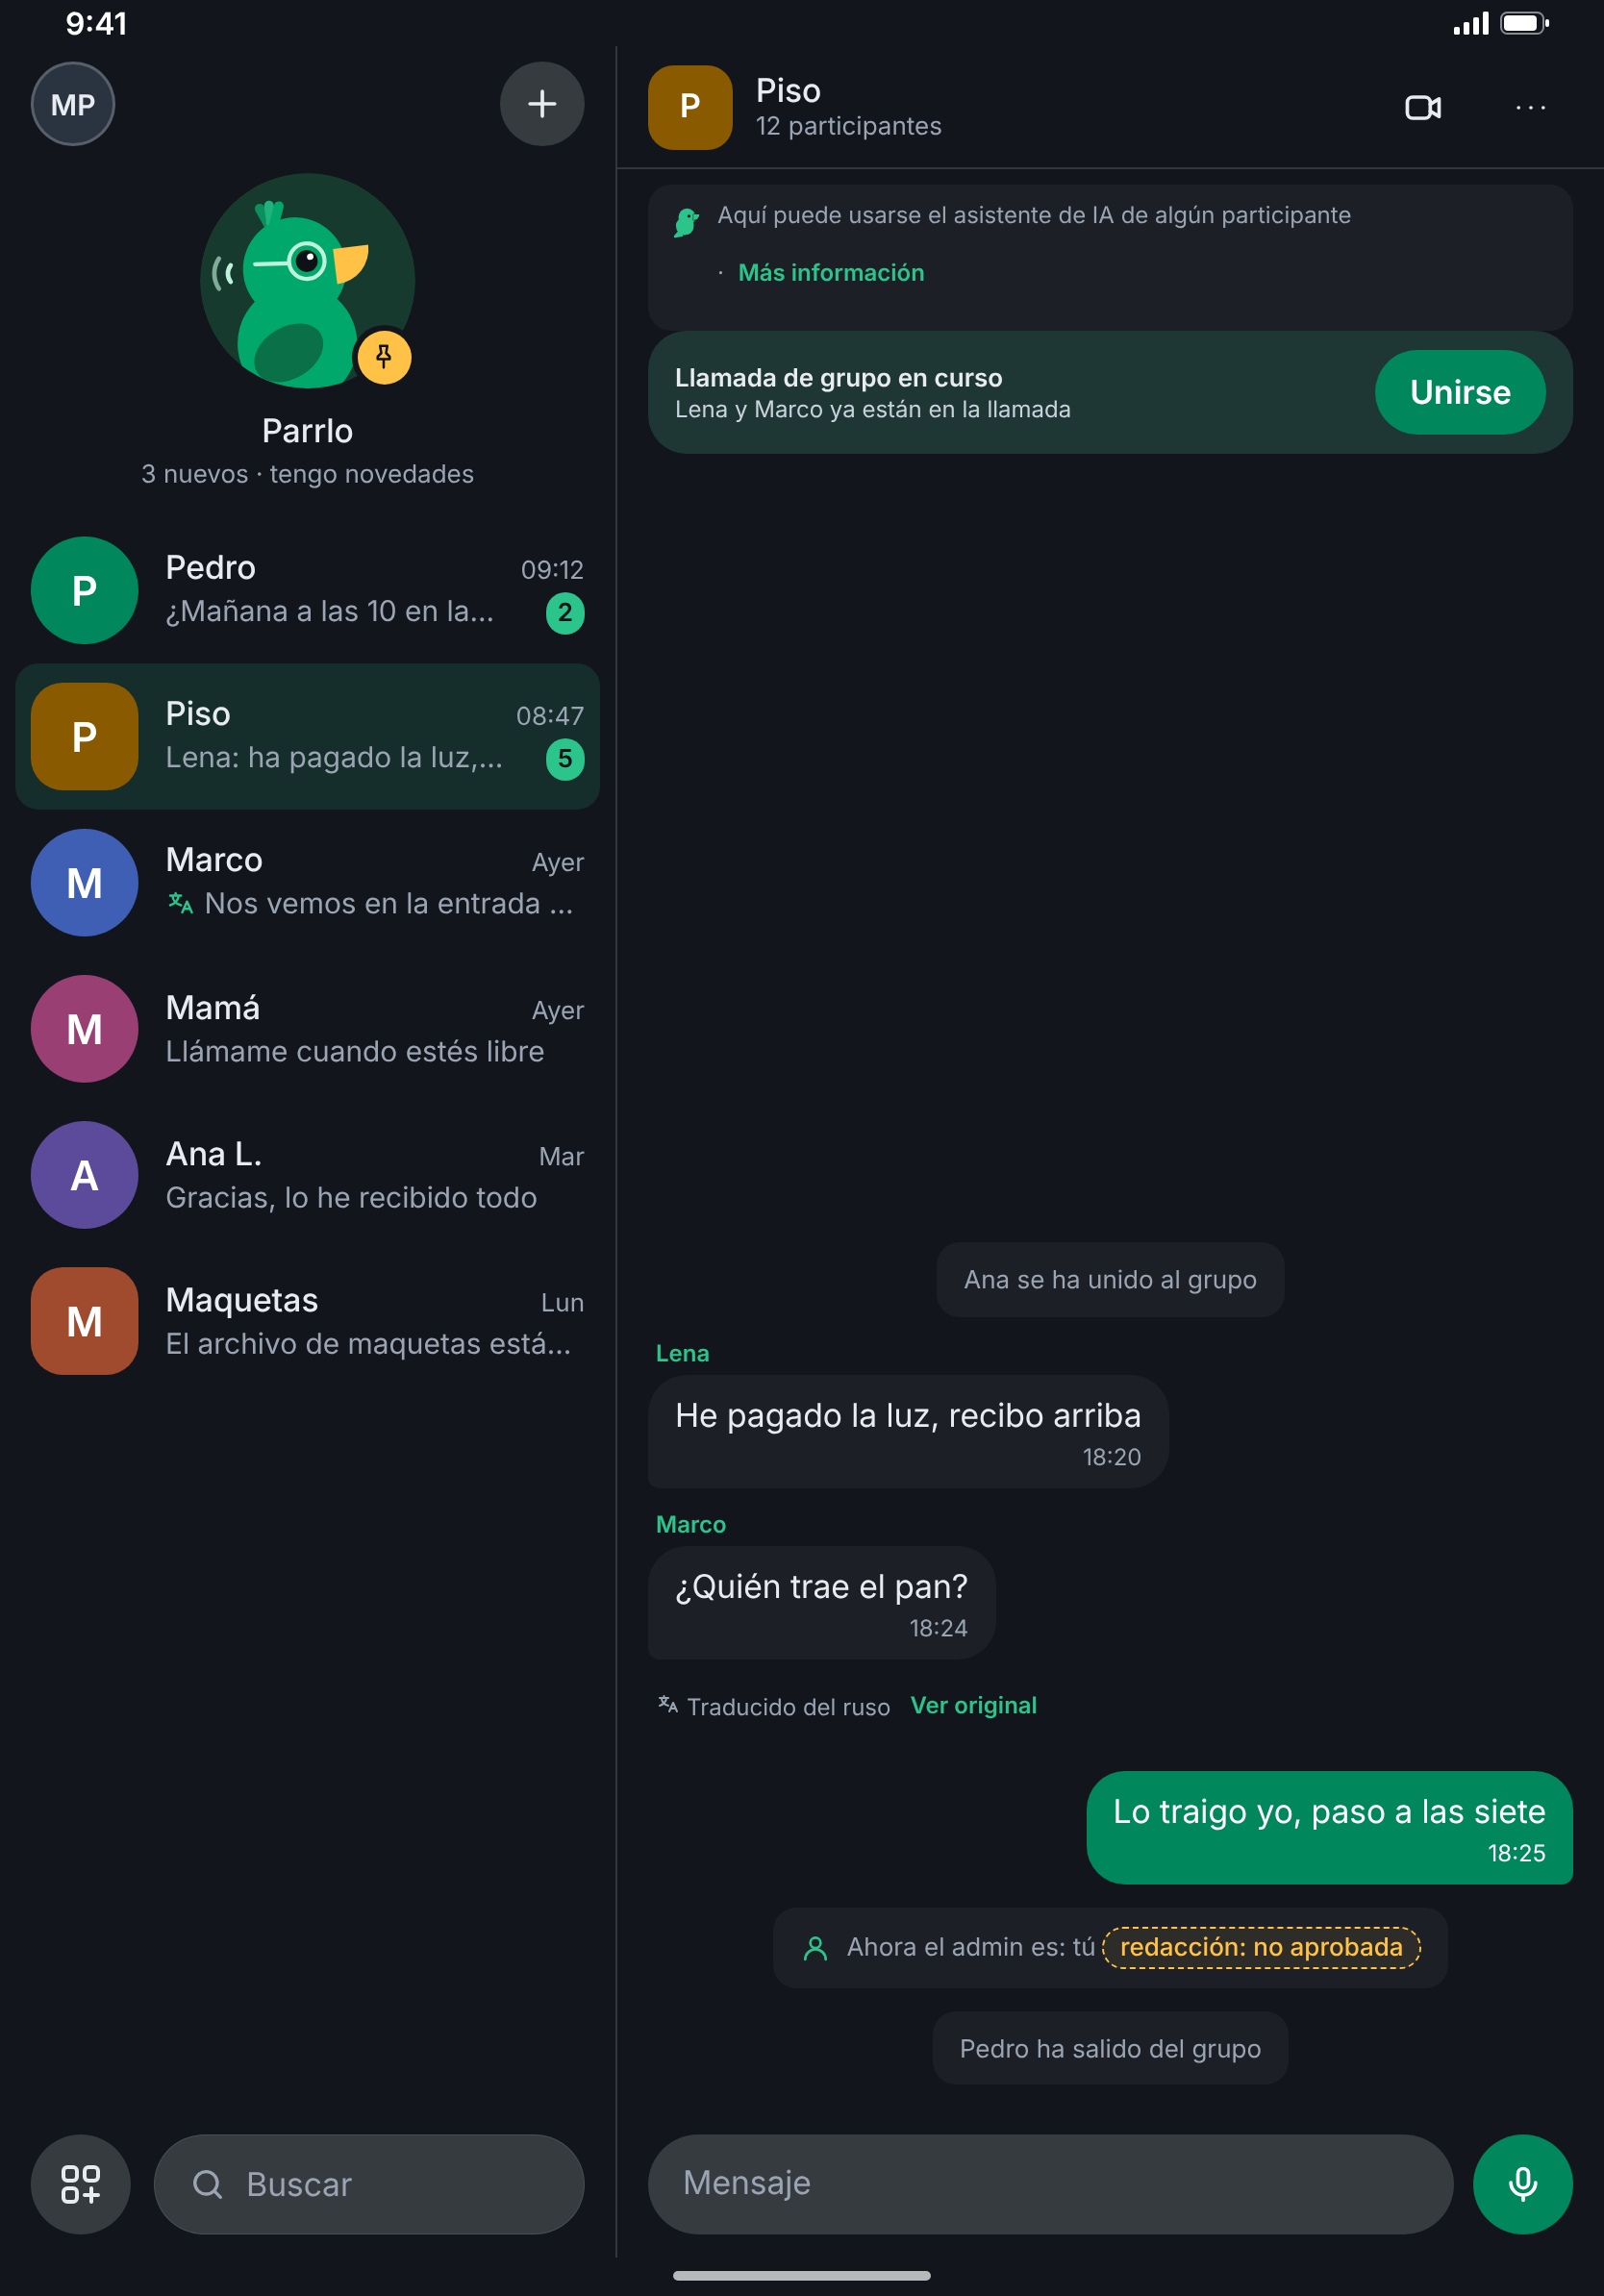 9:41
MP
Parrlo
3 nuevos · tengo novedades
P
Pedro
09:12
¿Mañana a las 10 en la...
2
P
Piso
08:47
Lena: ha pagado la luz,...
5
M
Marco
Ayer
Nos vemos en la entrada ...
M
Mamá
Ayer
Llámame cuando estés libre
A
Ana L.
Mar
Gracias, lo he recibido todo
M
Maquetas
Lun
El archivo de maquetas está...
Buscar
P
Piso
12 participantes
Aquí puede usarse el asistente de IA de algún participante
· Más información
Llamada de grupo en curso
Lena y Marco ya están en la llamada
Unirse
Ana se ha unido al grupo
Lena
He pagado la luz, recibo arriba
18:20
Marco
¿Quién trae el pan?
18:24
Traducido del ruso Ver original
Lo traigo yo, paso a las siete
18:25
Ahora el admin es: tú redacción: no aprobada
Pedro ha salido del grupo
Mensaje